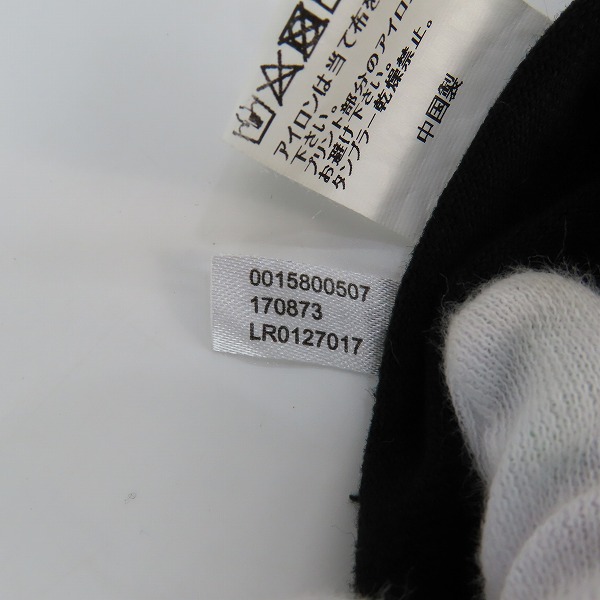 アイロンは当て布を
下さい。
プリント部分のアイロン
お避け下さい。
タンブラー乾燥禁止。
中国製
0015800507
170873
LR0127017